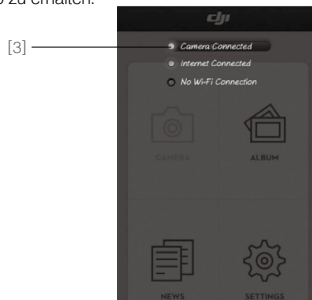 zu erhalten.
dji
[3]
Camera Connected
internet Connected
No Wi-Fi Connection
CAMERA
ALBUM
NEWS
SETTINGS